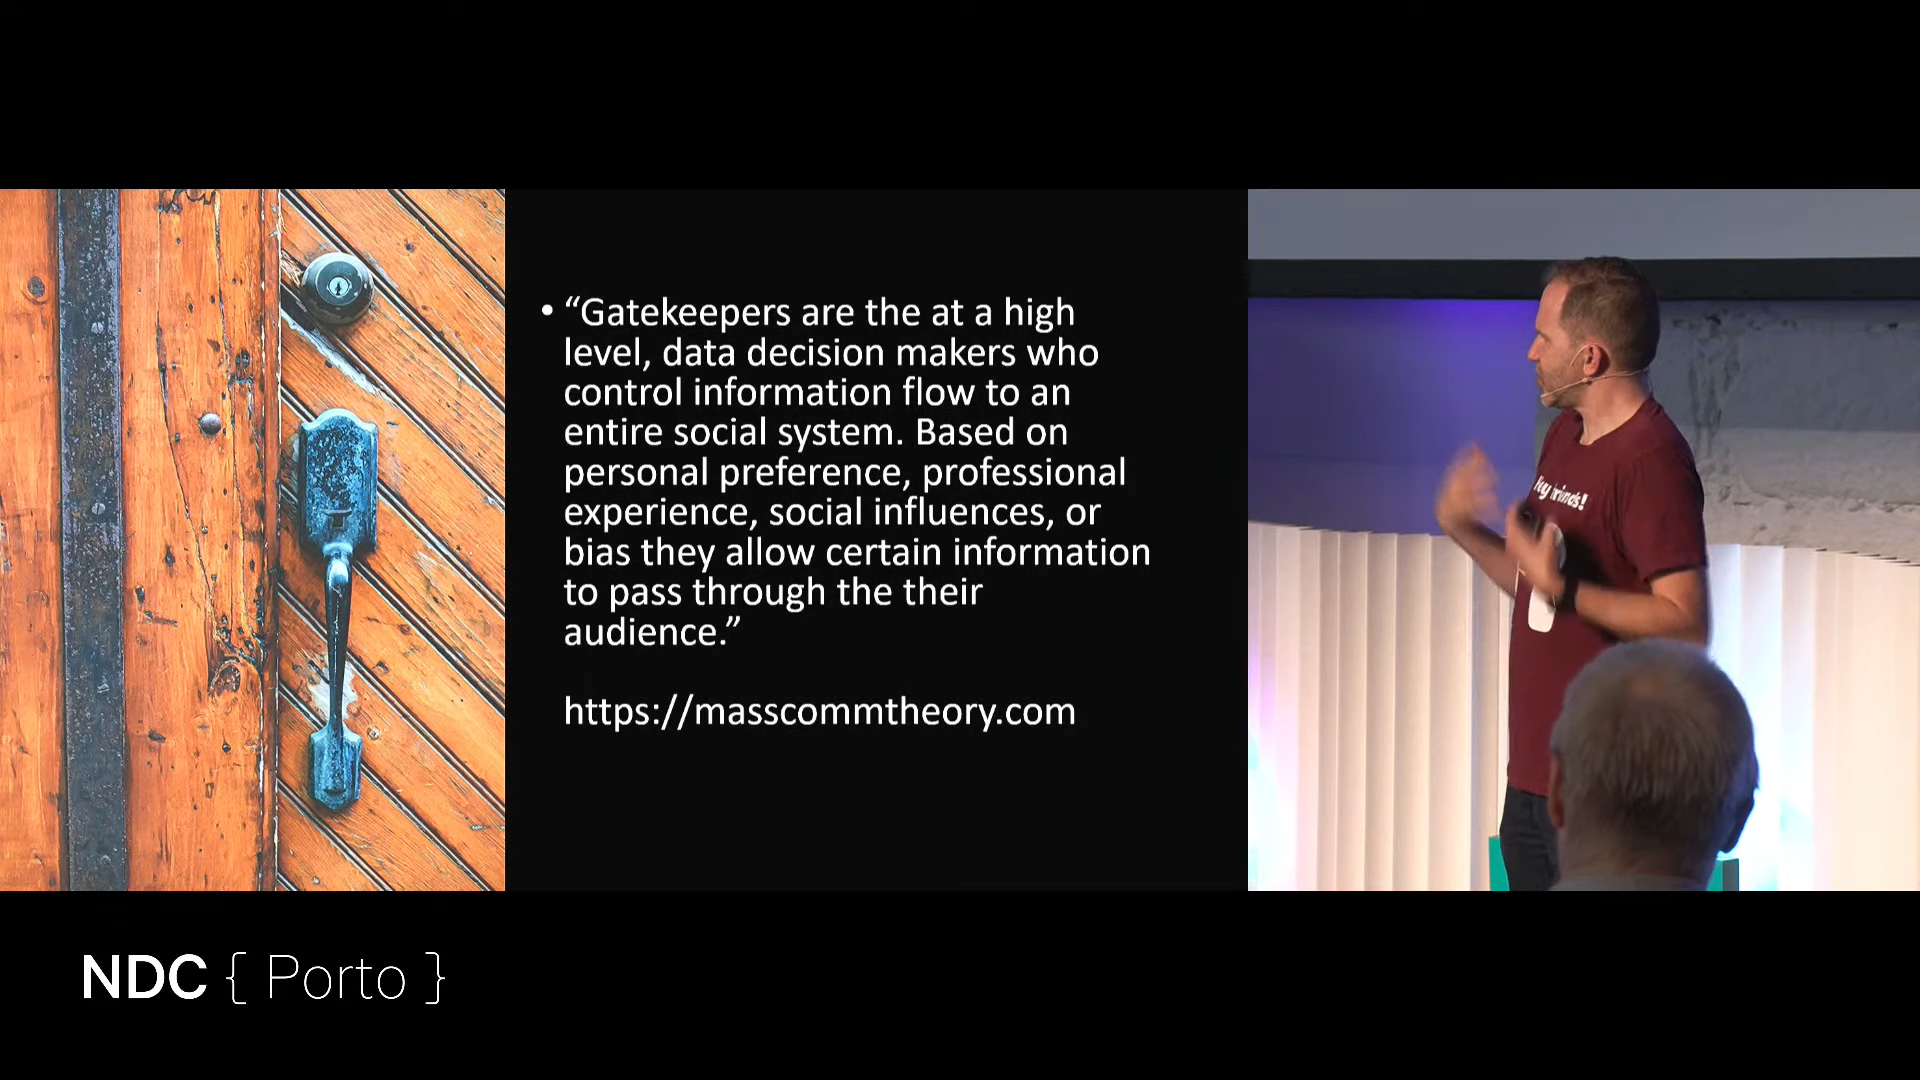 • “Gatekeepers are the at a high
level, data decision makers who
control information flow to an
entire social system. Based on
personal preference, professional
experience, social influences, or
bias they allow certain information
to pass through the their
audience.”
https://masscommtheory.com
Hey friends!
NDC { Porto }